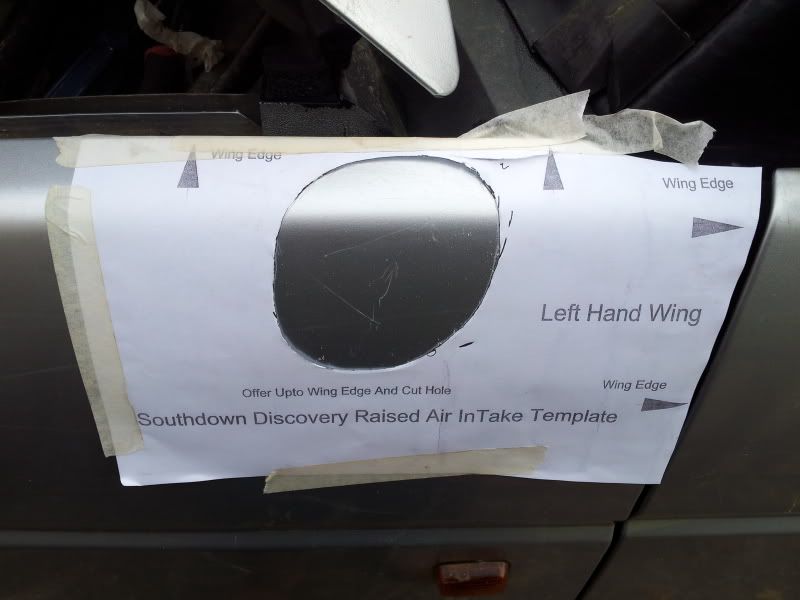 Wing Edge
Wing Edge
Left Hand Wing
Wing Edge
Offer Upto Wing Edge And Cut Hole
Southdown Discovery Raised Air InTake Template